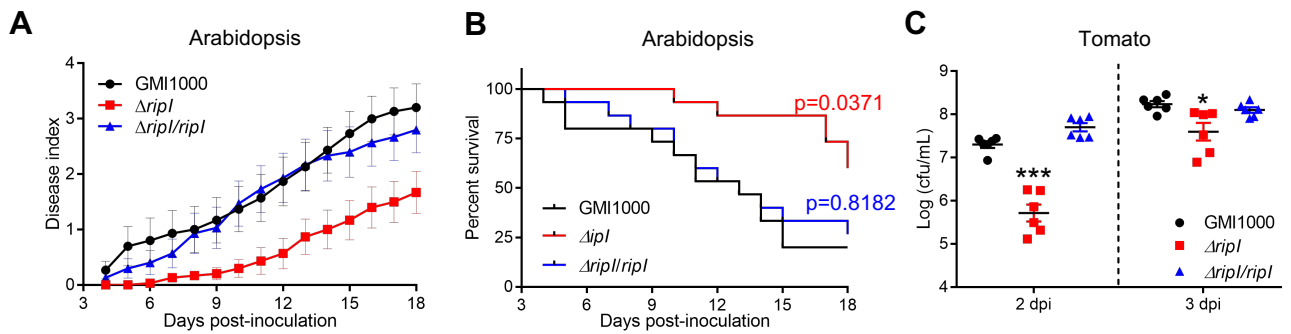 A
Arabidopsis
Disease index
4
3
2
1
0
GMI1000
ΔripI
ΔripI/ripI
3 6 9 12 15 18
Days post-inoculation
B
Arabidopsis
Percent survival
100
75
50
25
0
p=0.0371
p=0.8182
GMI1000
ΔipI
ΔripI/ripI
3 6 9 12 15 18
Days post-inoculation
C
Tomato
Log (cfu/mL)
9
8
7
6
5
4
***
*
GMI1000
ΔripI
ΔripI/ripI
2 dpi 3 dpi